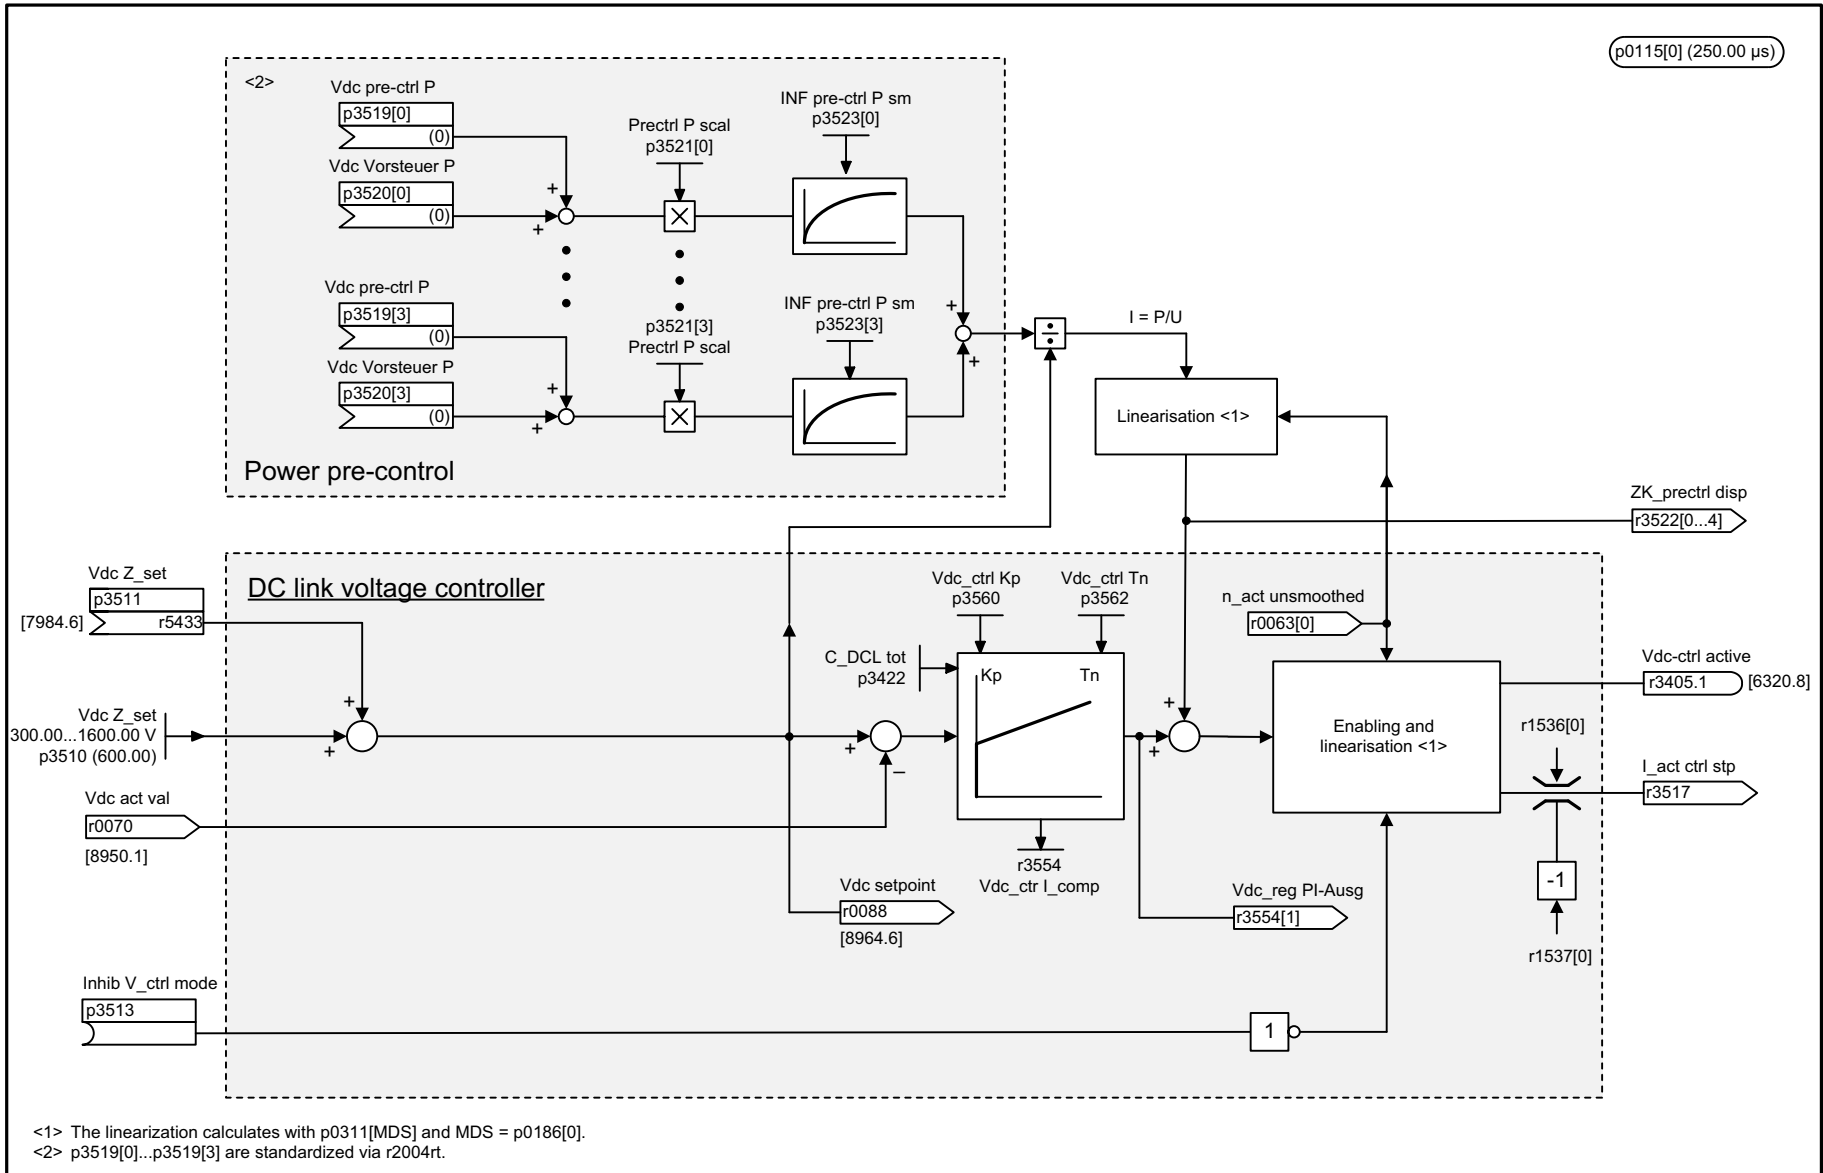 p0115[0] (250.00 µs)
<2>
Vdc pre-ctrl P
p3519[0]
(0)
Vdc Vorsteuer P
p3520[0]
(0)
Prectrl P scal
p3521[0]
INF pre-ctrl P sm
p3523[0]
+
+
Vdc pre-ctrl P
p3519[3]
(0)
Vdc Vorsteuer P
p3520[3]
(0)
p3521[3]
Prectrl P scal
INF pre-ctrl P sm
p3523[3]
+
+
+
+
÷
I = P/U
Linearisation <1>
Power pre-control
ZK_prectrl disp
r3522[0...4]
DC link voltage controller
Vdc Z_set
p3511
[7984.6]
r5433
Vdc Z_set
300.00...1600.00 V
p3510 (600.00)
+
+
Vdc act val
r0070
[8950.1]
C_DCL tot
p3422
Vdc_ctrl Kp
p3560
Vdc_ctrl Tn
p3562
Kp
Tn
+
–
r3554
Vdc_ctr I_comp
Vdc setpoint
r0088
[8964.6]
+
+
n_act unsmoothed
r0063[0]
Enabling and
linearisation <1>
Vdc_reg PI-Ausg
r3554[1]
Vdc-ctrl active
r3405.1
[6320.8]
r1536[0]
I_act ctrl stp
r3517
-1
r1537[0]
Inhib V_ctrl mode
p3513
1
<1> The linearization calculates with p0311[MDS] and MDS = p0186[0].
<2> p3519[0]...p3519[3] are standardized via r2004rt.